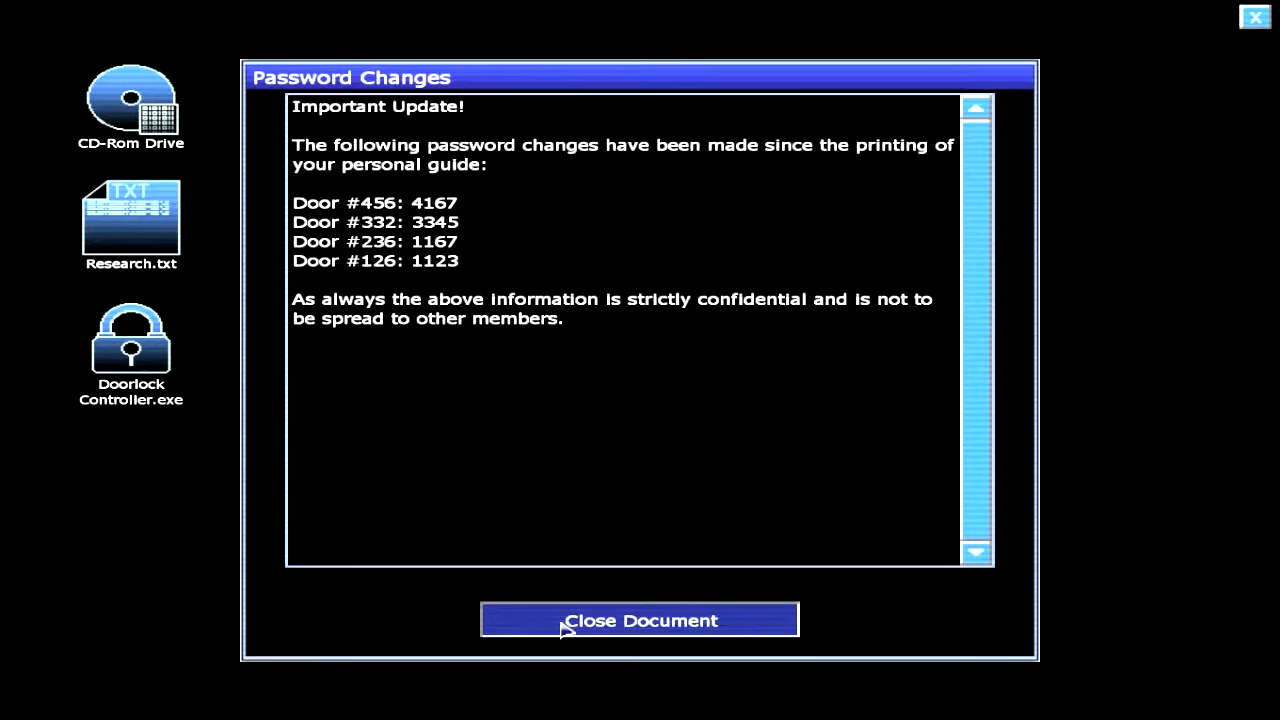 X
Password Changes
Important Update!
The following password changes have been made since the printing of
your personal guide:
Door #456: 4167
Door #332: 3345
Door #236: 1167
Door #126: 1123
As always the above information is strictly confidential and is not to
be spread to other members.
Close Document
CD-Rom Drive
TXT
Research.txt
Doorlock
Controller.exe